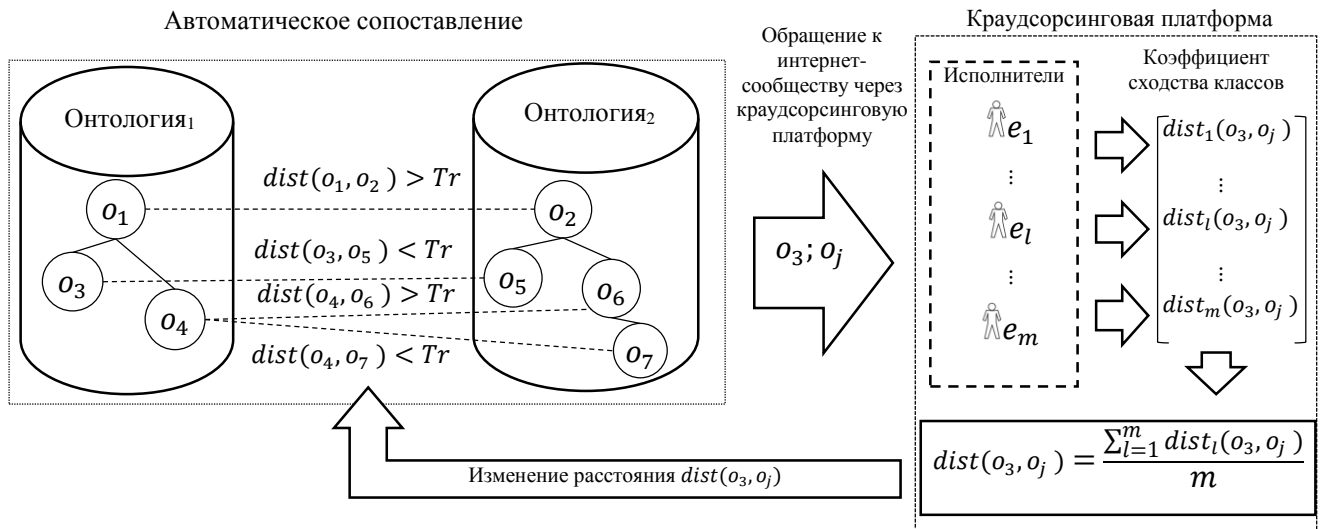 Автоматическое сопоставление
Онтология₁
Онтология₂
dist(o₁, o₂ ) > Tr
o₁
o₂
dist(o₃, o₅ ) < Tr
o₃
o₅
dist(o₄, o₆ ) > Tr
o₆
o₄
dist(o₄, o₇ ) < Tr
o₇
Обращение к
интернет-
сообществу через
краудсорсинговую
платформу
o₃; oⱼ
Краудсорсинговая платформа
Исполнители
e₁
⋮
eₗ
⋮
eₘ
Коэффициент
сходства классов
dist₁(o₃, oⱼ )
⋮
distₗ(o₃, oⱼ )
⋮
distₘ(o₃, oⱼ )
dist(o₃, oⱼ ) = ∑ₗ₌₁ᵐ distₗ(o₃, oⱼ )
m
Изменение расстояния dist(o₃, oⱼ)